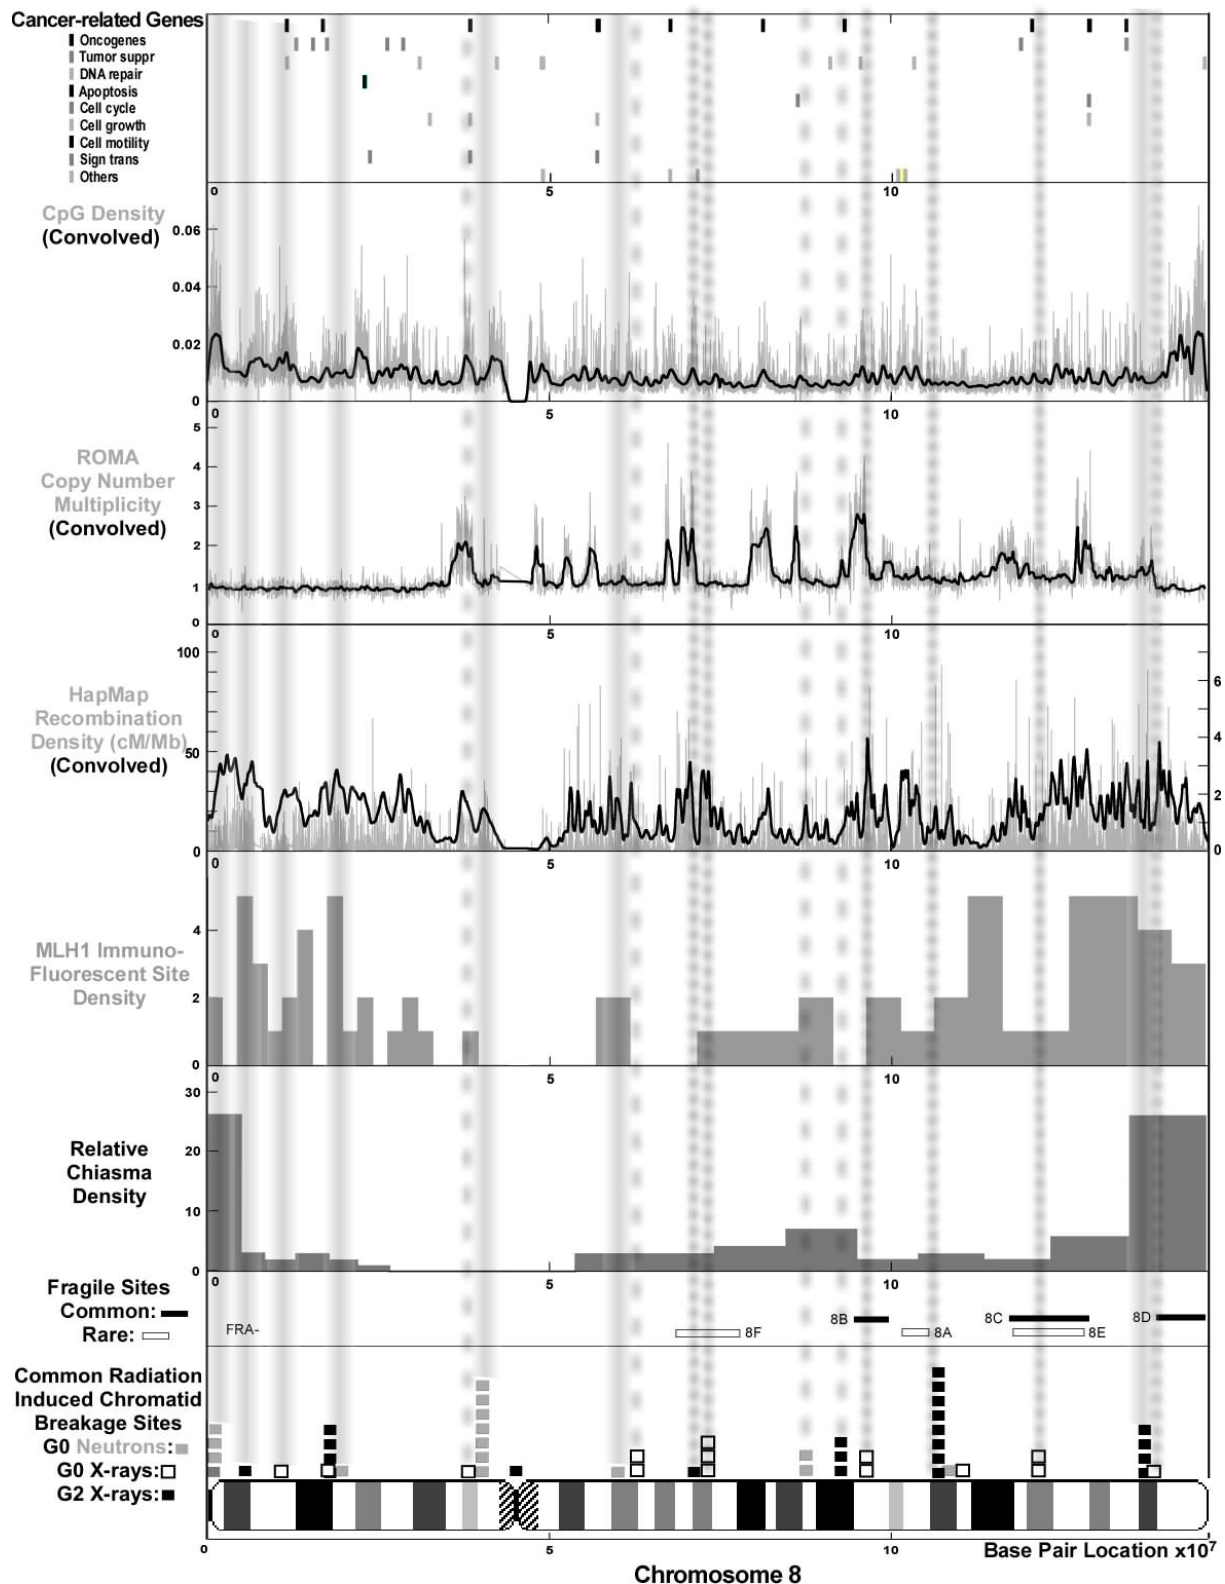 Cancer-related Genes
Oncogenes
Tumor suppr
DNA repair
Apoptosis
Cell cycle
Cell growth
Cell motility
Sign trans
Others
0 5 10
CpG Density
(Convolved)
0.06
0.04
0.02
0
0 5 10
ROMA
Copy Number
Multiplicity
(Convolved)
5
4
3
2
1
0
0 5 10
HapMap
Recombination
Density (cM/Mb)
(Convolved)
100
50
0
6
4
2
0
0 5 10
MLH1 Immuno-
Fluorescent Site
Density
4
2
0
0 5 10
Relative
Chiasma
Density
30
20
10
0
0 5 10
Fragile Sites
Common:
Rare:
FRA-
8F
8B
8A
8C
8E
8D
Common Radiation
Induced Chromatid
Breakage Sites
G0 Neutrons:
G0 X-rays:
G2 X-rays:
0 5 10
Base Pair Location x10⁷
Chromosome 8